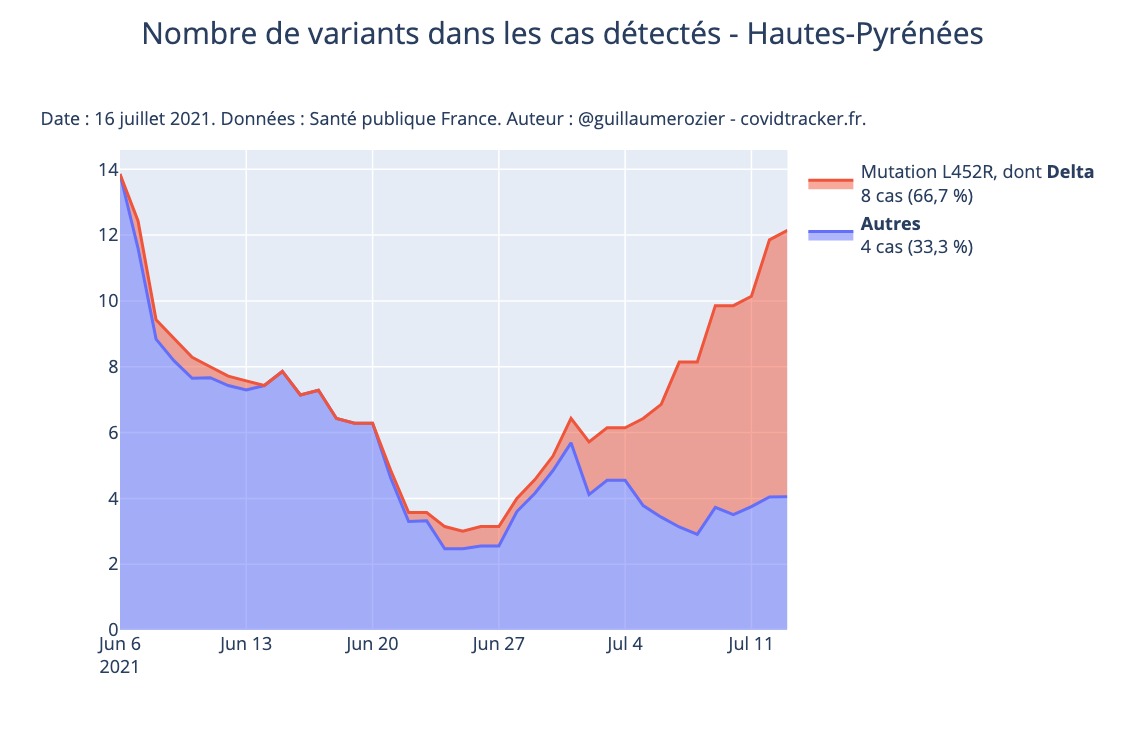 Nombre de variants dans les cas détectés - Hautes-Pyrénées
Date : 16 juillet 2021. Données : Santé publique France. Auteur : @guillaumerozier - covidtracker.fr.
Mutation L452R, dont Delta
8 cas (66,7 %)
Autres
4 cas (33,3 %)
14
12
10
8
6
4
2
0
Jun 6 Jun 13 Jun 20 Jun 27 Jul 4 Jul 11
2021